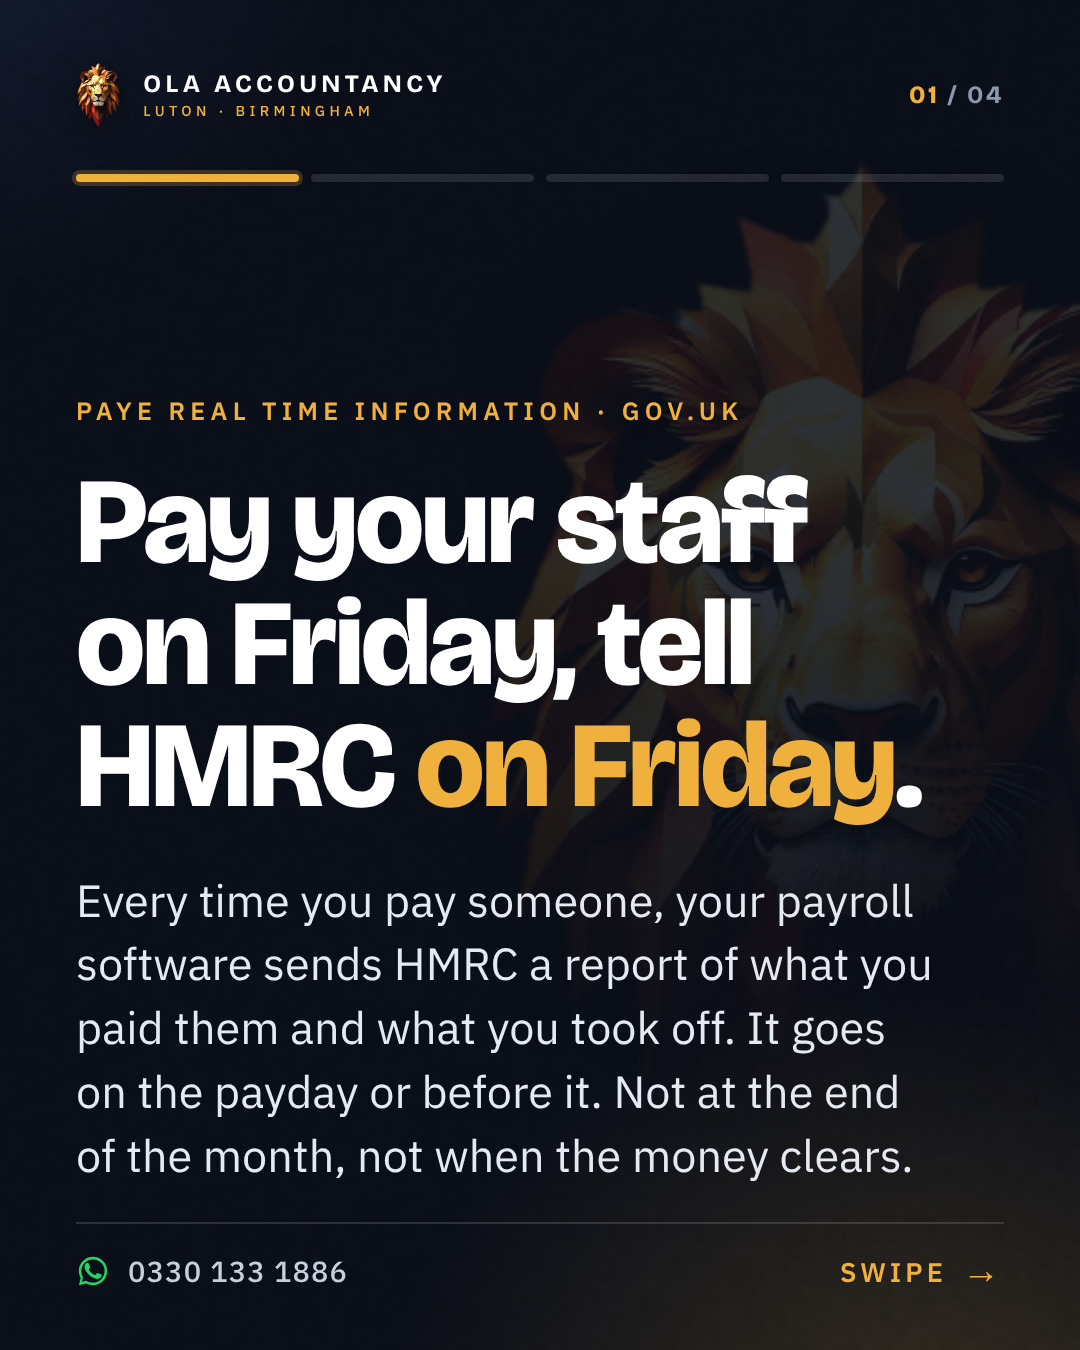 OLA ACCOUNTANCY
LUTON · BIRMINGHAM
01 / 04
PAYE REAL TIME INFORMATION · GOV.UK
Pay your staff
on Friday, tell
HMRC on Friday.
Every time you pay someone, your payroll
software sends HMRC a report of what you
paid them and what you took off. It goes
on the payday or before it. Not at the end
of the month, not when the money clears.
0330 133 1886
SWIPE →